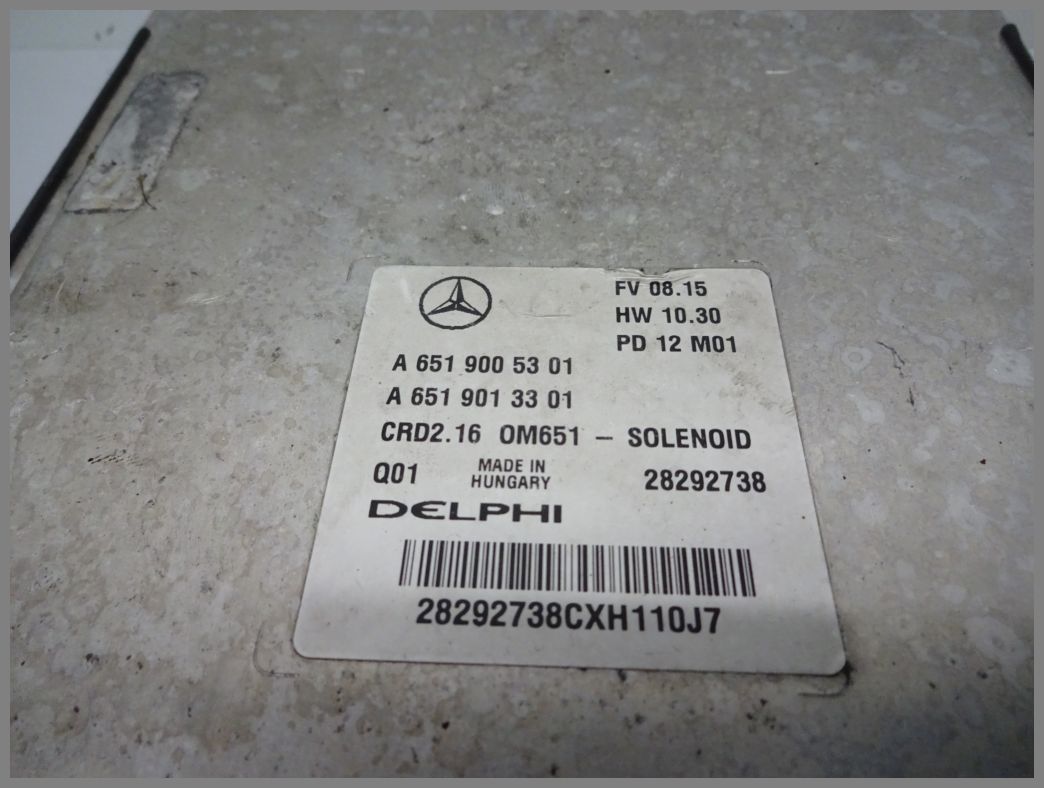 FV 08.15
HW 10.30
PD 12 M01
A 651 900 53 01
A 651 901 33 01
CRD2.16 OM651 – SOLENOID
Q01 MADE IN HUNGARY 28292738
DELPHI
28292738CXH110J7